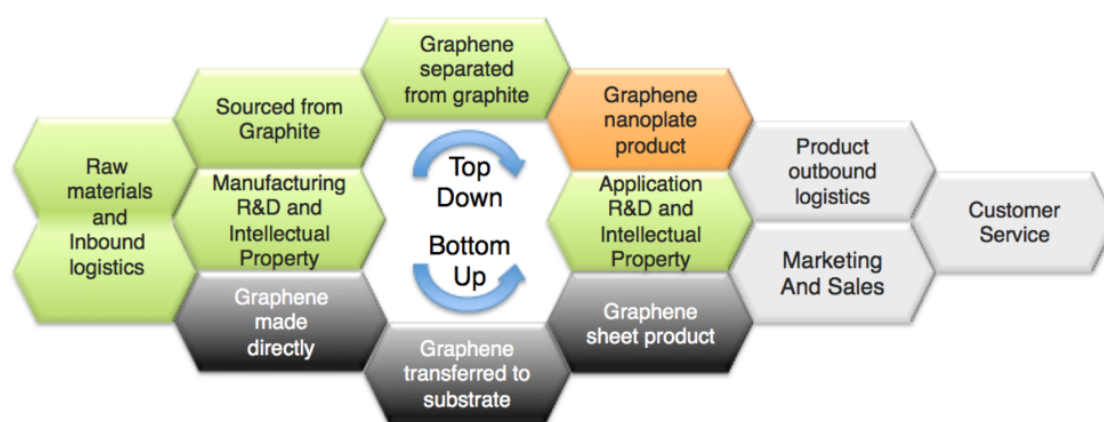 Graphene
separated
from graphite
Sourced from
Graphite
Graphene
nanoplate
product
Raw
materials
and
Inbound
logistics
Manufacturing
R&D and
Intellectual
Property
Top
Down
Bottom
Up
Application
R&D and
Intellectual
Property
Product
outbound
logistics
Customer
Service
Marketing
And Sales
Graphene
made
directly
Graphene
transferred to
substrate
Graphene
sheet product